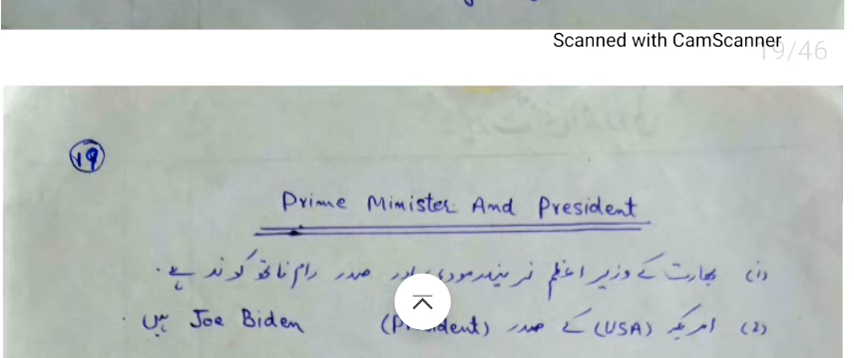 Scanned with CamScanner
19/46
19
Prime Minister And President
(1) بھارت کے وزیر اعظم نریندر مودی اور صدر رام ناتھ کوند ہے۔
(2) امریکہ (USA) کے صدر (President) Joe Biden ہیں۔